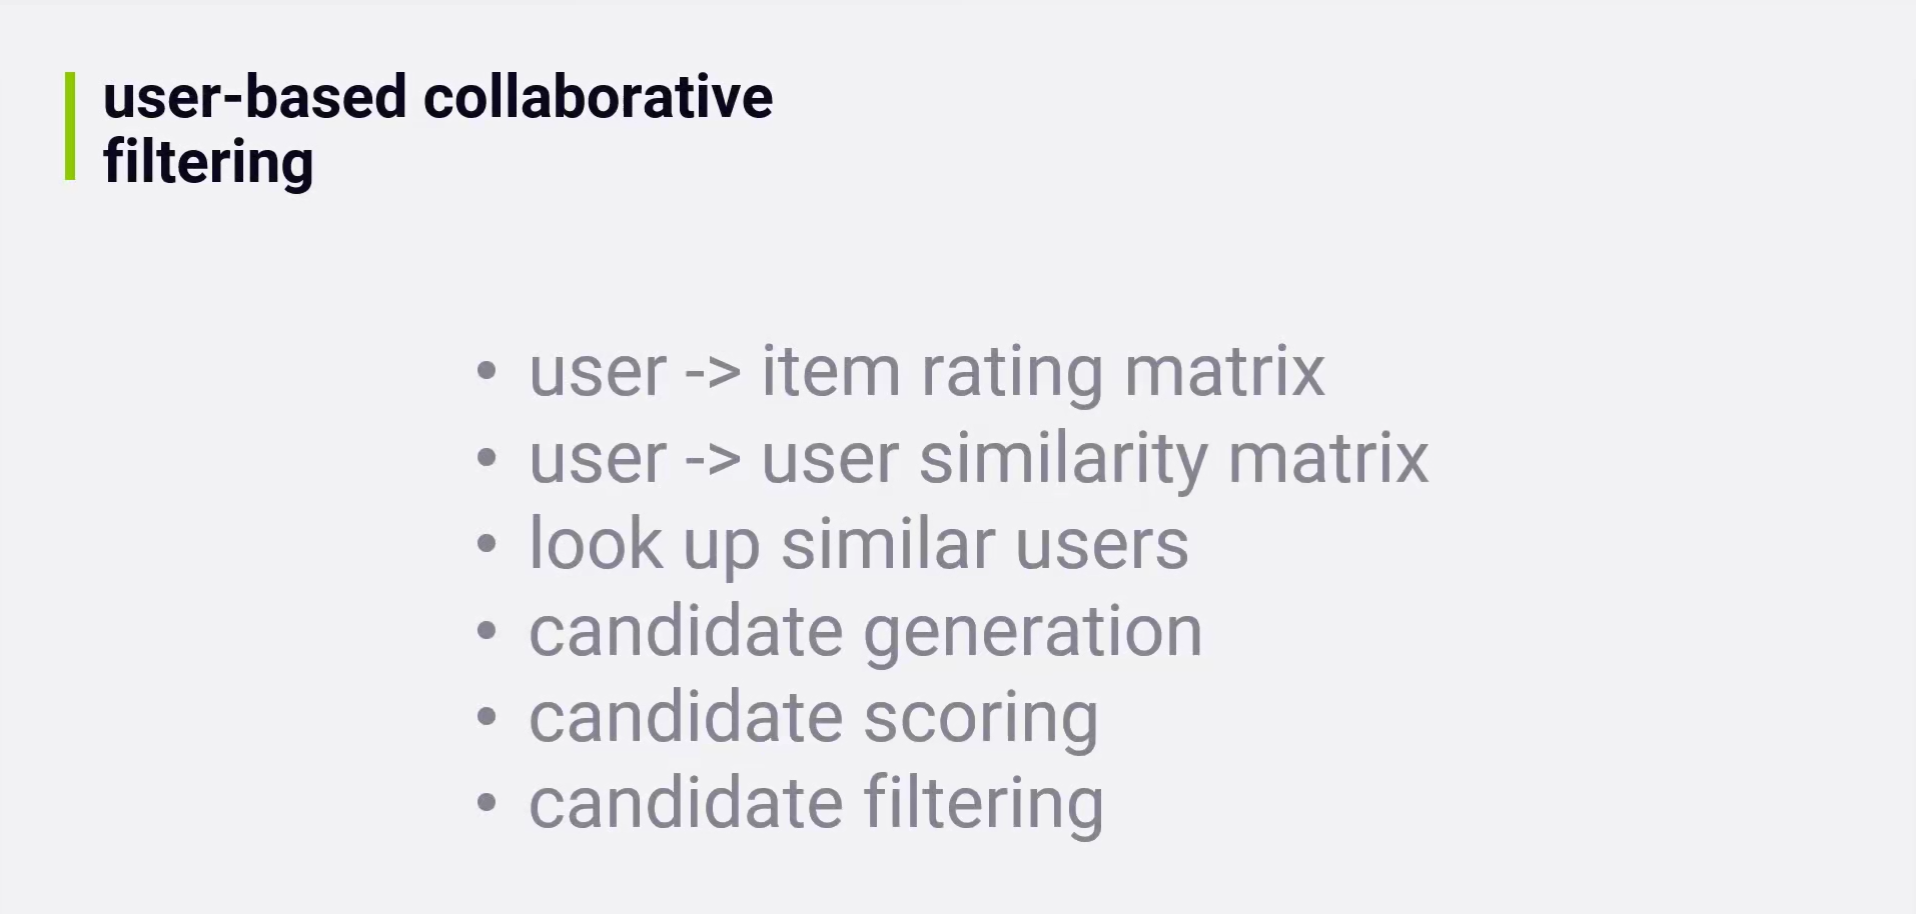 user-based collaborative
filtering
• user -> item rating matrix
• user -> user similarity matrix
• look up similar users
• candidate generation
• candidate scoring
• candidate filtering